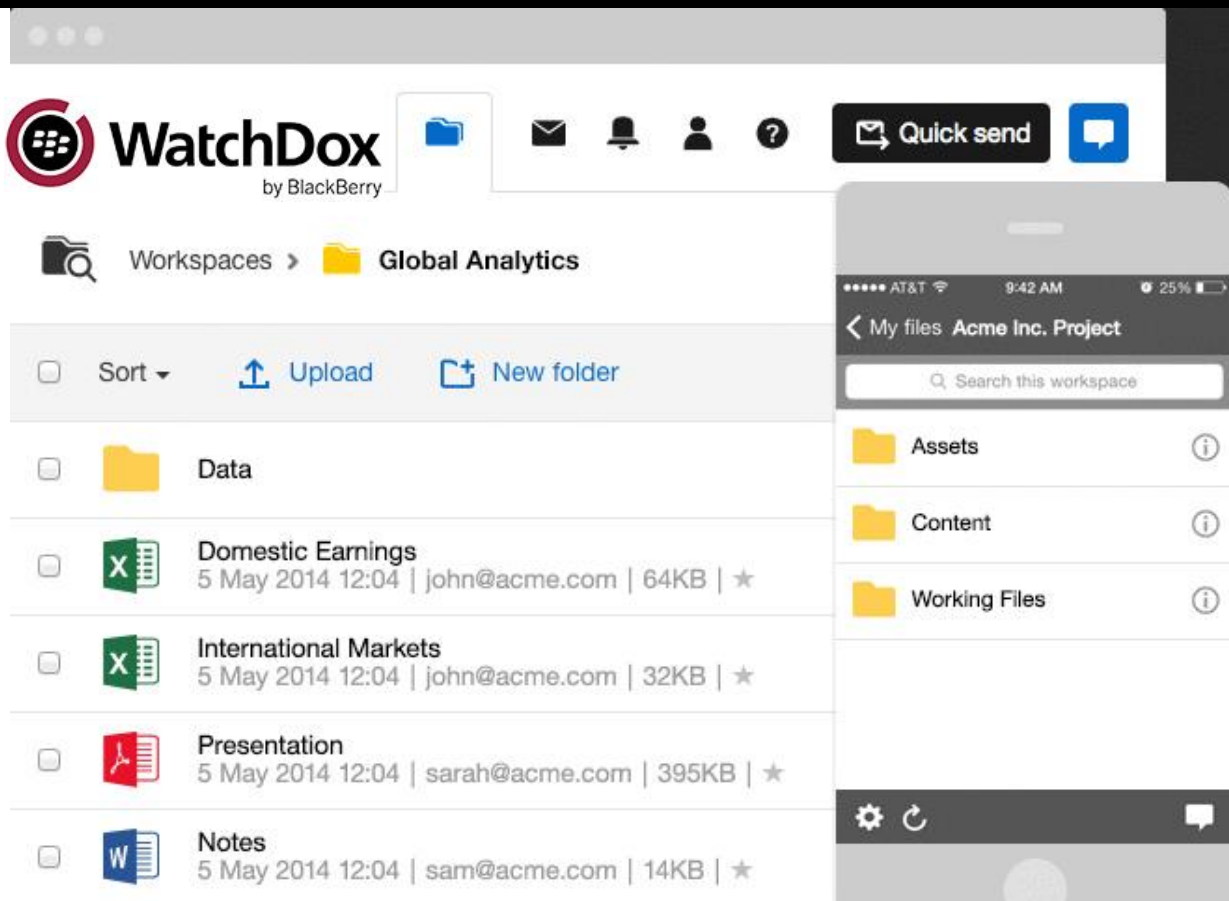 WatchDox
by BlackBerry
Quick send
Workspaces > Global Analytics
Sort Upload New folder
Data
Domestic Earnings
5 May 2014 12:04 | john@acme.com | 64KB | ★
International Markets
5 May 2014 12:04 | john@acme.com | 32KB | ★
Presentation
5 May 2014 12:04 | sarah@acme.com | 395KB | ★
Notes
5 May 2014 12:04 | sam@acme.com | 14KB | ★
AT&T 9:42 AM 25%
My files Acme Inc. Project
Search this workspace
Assets
Content
Working Files